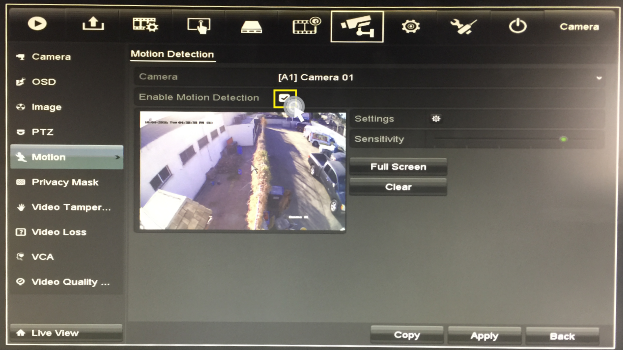 Camera
Motion Detection
Camera
[A1] Camera 01
Enable Motion Detection
OSD
Image
Settings
PTZ
Sensitivity
Motion
Full Screen
Privacy Mask
Clear
Video Tamper...
Video Loss
VCA
Video Quality ...
Live View
Copy
Apply
Back